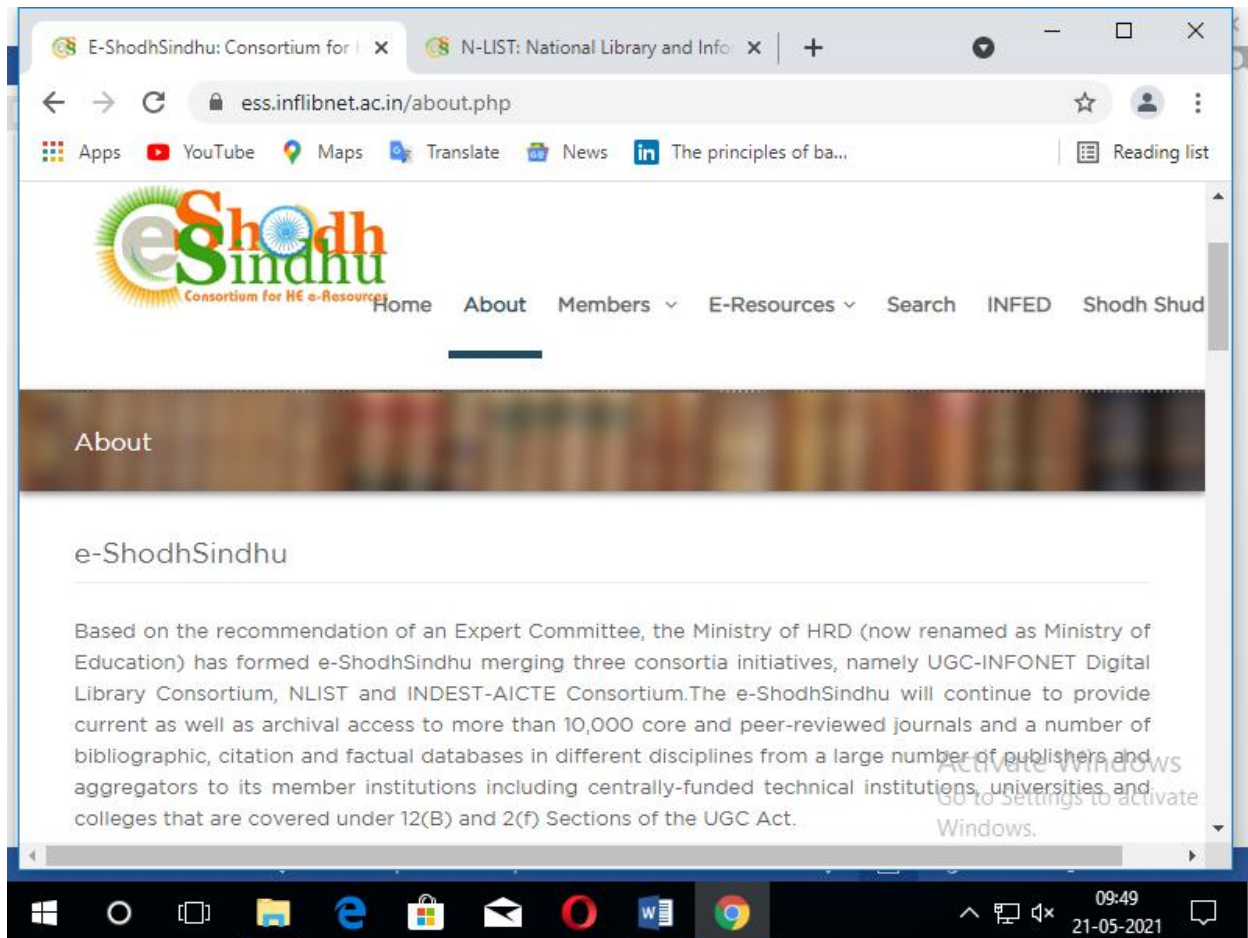 E-ShodhSindhu: Consortium for H
N-LIST: National Library and Info
ess.inflibnet.ac.in/about.php
Apps YouTube Maps Translate News The principles of ba... Reading list
e Shodh
Sindhu
Consortium for HE e-Resources
Home About Members E-Resources Search INFED Shodh Shud
About
e-ShodhSindhu
Based on the recommendation of an Expert Committee, the Ministry of HRD (now renamed as Ministry of
Education) has formed e-ShodhSindhu merging three consortia initiatives, namely UGC-INFONET Digital
Library Consortium, NLIST and INDEST-AICTE Consortium.The e-ShodhSindhu will continue to provide
current as well as archival access to more than 10,000 core and peer-reviewed journals and a number of
bibliographic, citation and factual databases in different disciplines from a large number of publishers and
aggregators to its member institutions including centrally-funded technical institutions, universities and
colleges that are covered under 12(B) and 2(f) Sections of the UGC Act.
Activate Windows
Go to Settings to activate
Windows.
09:49
21-05-2021